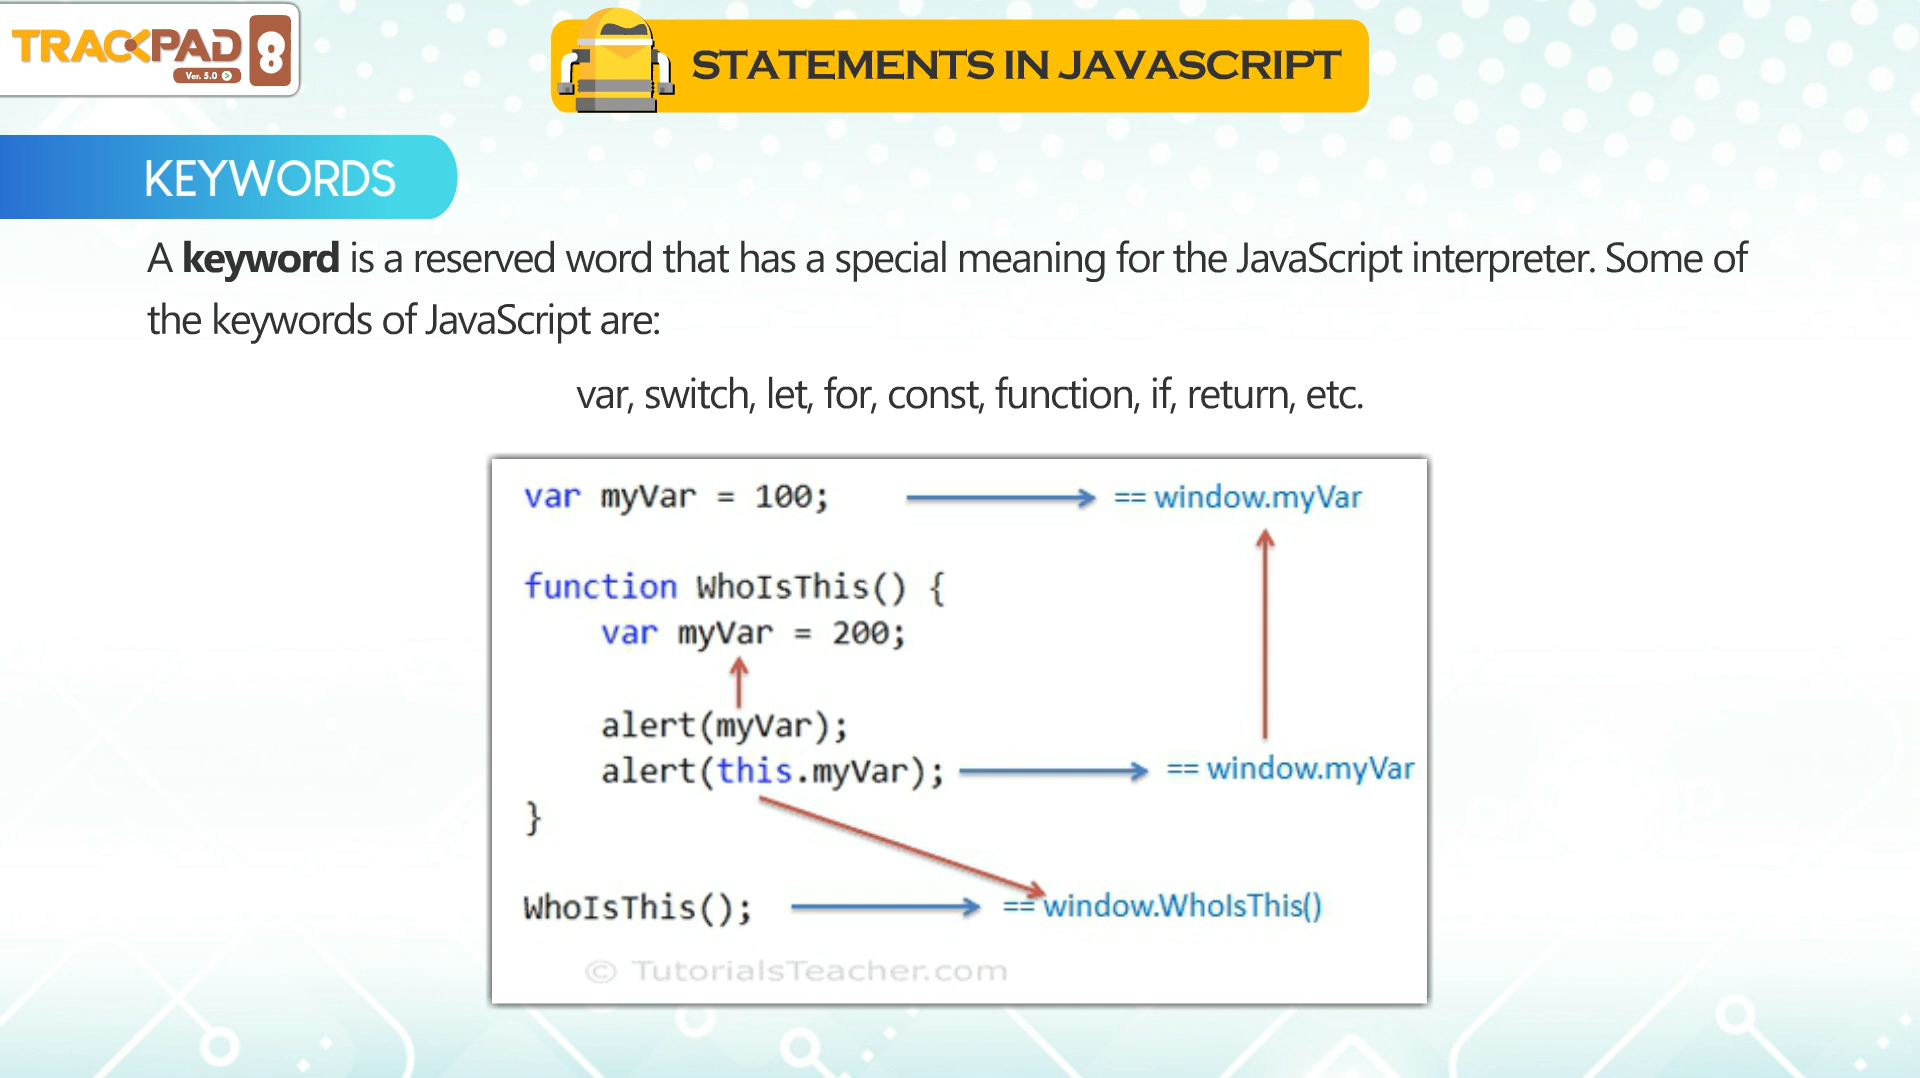 TRACKPAD
Ver. 5.0
8
STATEMENTS IN JAVASCRIPT
KEYWORDS
A keyword is a reserved word that has a special meaning for the JavaScript interpreter. Some of
the keywords of JavaScript are:
var, switch, let, for, const, function, if, return, etc.
var myVar = 100; == window.myVar
function WhoIsThis() {
var myVar = 200;
alert(myVar);
alert(this.myVar); == window.myVar
}
WhoIsThis(); == window.WhoIsThis()
© TutorialsTeacher.com